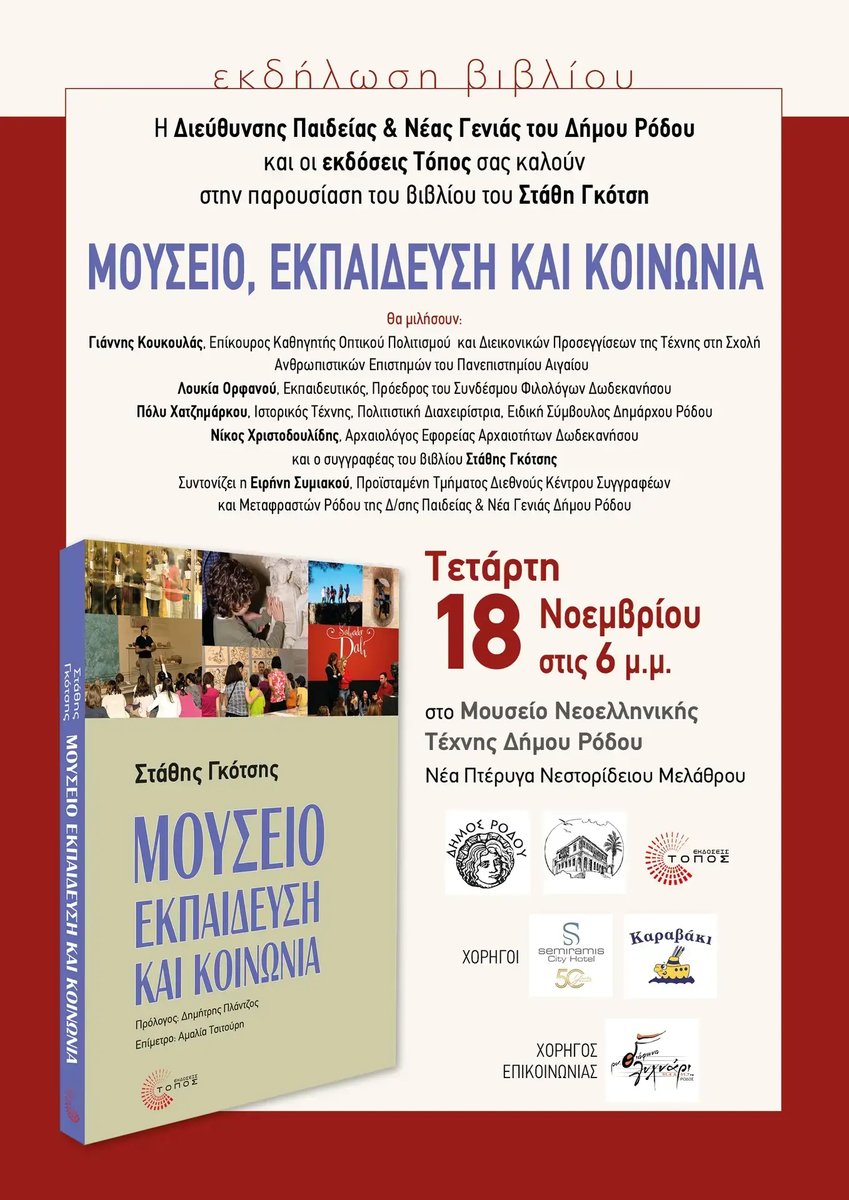 εκδήλωση βιβλίου
Η Διεύθυνσης Παιδείας & Νέας Γενιάς του Δήμου Ρόδου
και οι εκδόσεις Τόπος σας καλούν
στην παρουσίαση του βιβλίου του Στάθη Γκότση
ΜΟΥΣΕΙΟ, ΕΚΠΑΙΔΕΥΣΗ ΚΑΙ ΚΟΙΝΩΝΙΑ
θα μιλήσουν:
Γιάννης Κουκουλάς, Επίκουρος Καθηγητής Οπτικού Πολιτισμού και Διεικονικών Προσεγγίσεων της Τέχνης στη Σχολή
Ανθρωπιστικών Επιστημών του Πανεπιστημίου Αιγαίου
Λουκία Ορφανού, Εκπαιδευτικός, Πρόεδρος του Συνδέσμου Φιλολόγων Δωδεκανήσου
Πόλυ Χατζημάρκου, Ιστορικός Τέχνης, Πολιτιστική Διαχειρίστρια, Ειδική Σύμβουλος Δημάρχου Ρόδου
Νίκος Χριστοδουλίδης, Αρχαιολόγος Εφορείας Αρχαιοτήτων Δωδεκανήσου
και ο συγγραφέας του βιβλίου Στάθης Γκότσης
Συντονίζει η Ειρήνη Συμιακού, Προϊσταμένη Τμήματος Διεθνούς Κέντρου Συγγραφέων
και Μεταφραστών Ρόδου της Δ/σης Παιδείας & Νέα Γενιάς Δήμου Ρόδου
Τετάρτη
18 Νοεμβρίου
στις 6 μ.μ.
στο Μουσείο Νεοελληνικής
Τέχνης Δήμου Ρόδου
Νέα Πτέρυγα Νεστορίδειου Μελάθρου
Salvador
Dalí
Στάθης Γκότσης
ΜΟΥΣΕΙΟ
ΕΚΠΑΙΔΕΥΣΗ
ΚΑΙ ΚΟΙΝΩΝΙΑ
Πρόλογος: Δημήτρης Πλάντζος
Επίμετρο: Αμαλία Τσιτούρη
ΕΚΔΟΣΕΙΣ
ΤΟΠΟΣ
Στάθης Γκότσης ΜΟΥΣΕΙΟ ΕΚΠΑΙΔΕΥΣΗ ΚΑΙ ΚΟΙΝΩΝΙΑ
ΔΗΜΟΣ ΡΟΔΟΥ
ΕΚΔΟΣΕΙΣ
ΤΟΠΟΣ
ΧΟΡΗΓΟΙ
S
semiramis
City Hotel
50
Καραβάκι
ΧΟΡΗΓΟΣ
ΕΠΙΚΟΙΝΩΝΙΑΣ
λυχνάρι
ΡΟΔΟΣ